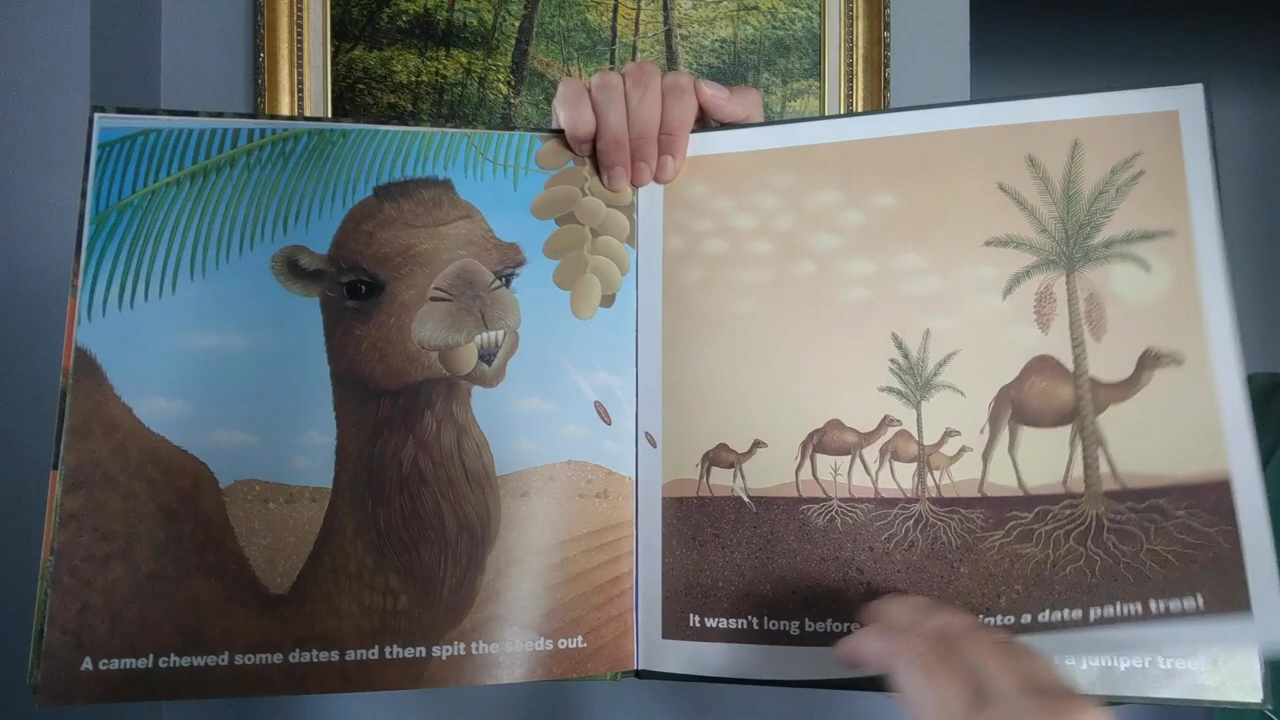 A camel chewed some dates and then spit the seeds out.
It wasn't long before into a date palm tree!
a juniper tree!